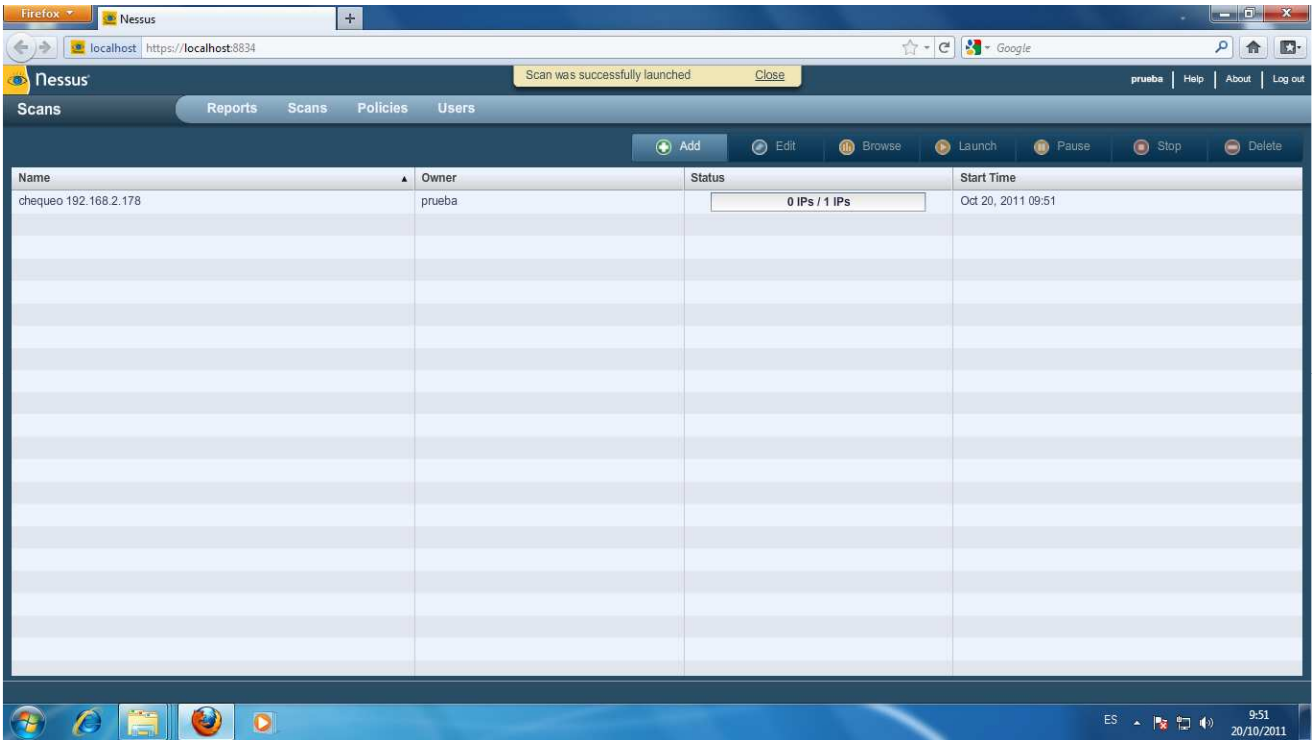 Firefox
Nessus
localhost https://localhost:8834
Google
Nessus
Scan was successfully launched Close
prueba Help About Log out
Scans
Reports Scans Policies Users
Add Edit Browse Launch Pause Stop Delete
Name Owner Status Start Time
chequeo 192.168.2.178 prueba 0 IPs / 1 IPs Oct 20, 2011 09:51
ES
9:51
20/10/2011